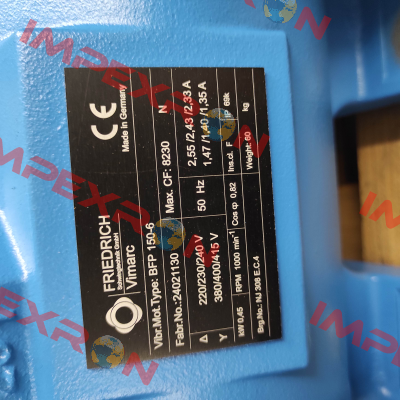 FRIEDRICH
Schwingtechnik GmbH
Vimarc
CE
Made in Germany
Vibr.Mot.Type: BFP 150-6 Max. CF: 8230 N
Fabr.No.:24021130
Δ 220/230/240 V 50 Hz 2,55 /2,43 /2,33 A
Y 380/400/415 V 1,47 /1,40 /1,35 A
kW 0,45 RPM 1000 min-1 Cos φ 0,82 Ins.cl. F IP 69k
Brg.No.: NJ 308 E.C.4 Weight: 60 kg
IMPEXRON
IMPEXRON
IMPEXRON